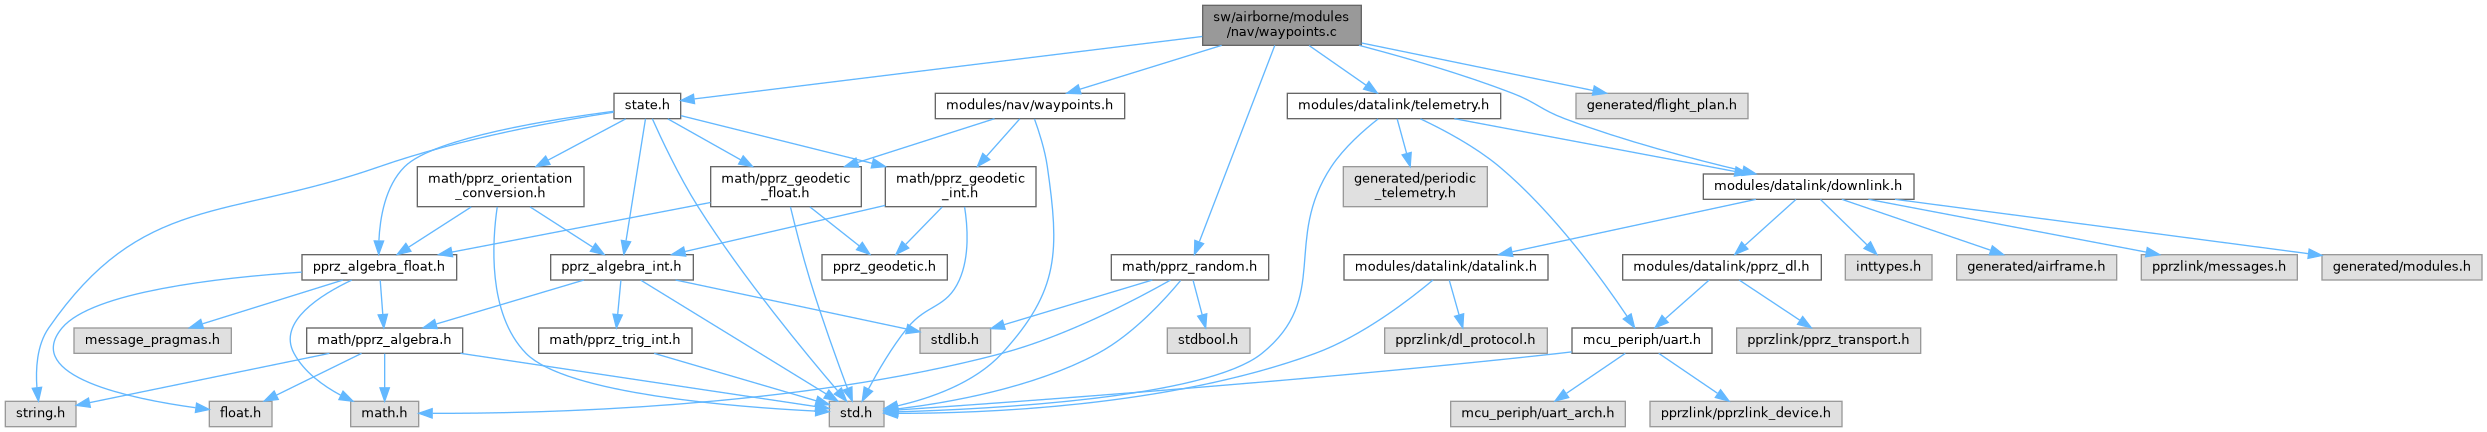 sw/airborne/modules
/nav/waypoints.c
state.h
modules/nav/waypoints.h
modules/datalink/telemetry.h
generated/flight_plan.h
math/pprz_orientation
_conversion.h
math/pprz_geodetic
_float.h
math/pprz_geodetic
_int.h
generated/periodic
_telemetry.h
modules/datalink/downlink.h
pprz_algebra_float.h
pprz_algebra_int.h
pprz_geodetic.h
math/pprz_random.h
modules/datalink/datalink.h
modules/datalink/pprz_dl.h
inttypes.h
generated/airframe.h
pprzlink/messages.h
generated/modules.h
message_pragmas.h
math/pprz_algebra.h
math/pprz_trig_int.h
stdlib.h
stdbool.h
pprzlink/dl_protocol.h
mcu_periph/uart.h
pprzlink/pprz_transport.h
string.h
float.h
math.h
std.h
mcu_periph/uart_arch.h
pprzlink/pprzlink_device.h